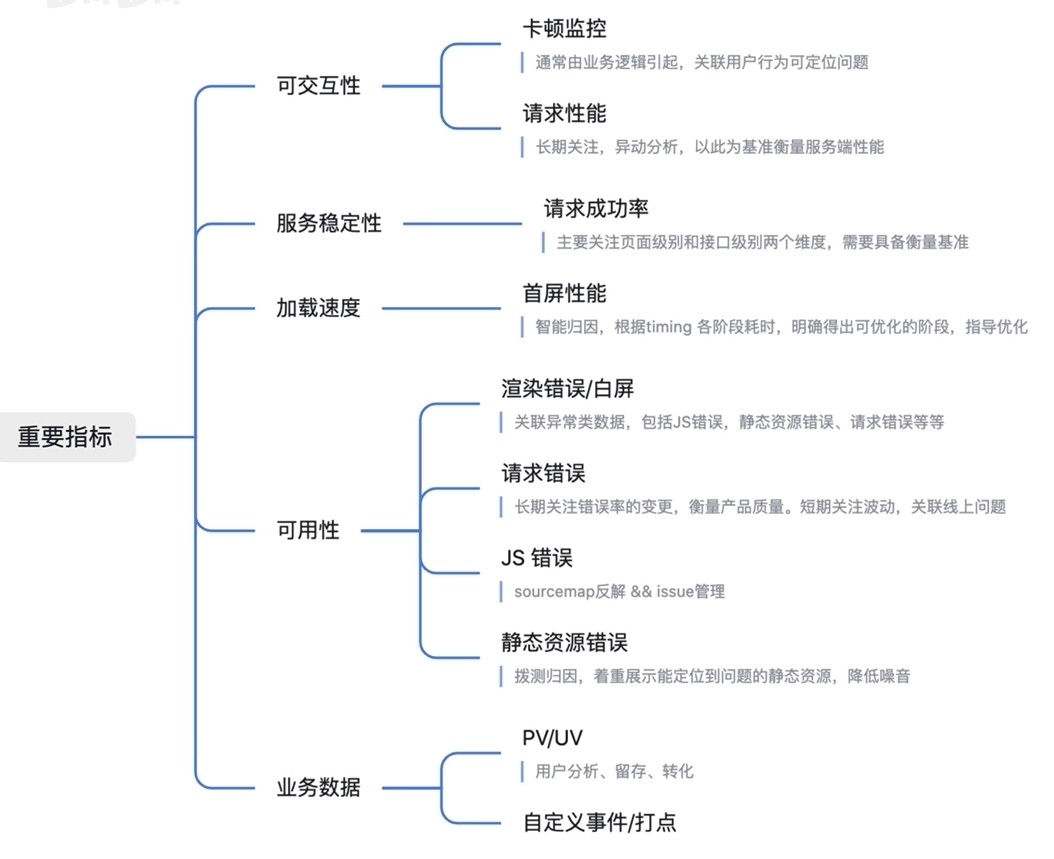 卡顿监控
通常由业务逻辑引起，关联用户行为可定位问题
可交互性
请求性能
长期关注，异动分析，以此为基准衡量服务端性能
请求成功率
服务稳定性
主要关注页面级别和接口级别两个维度，需要具备衡量基准
首屏性能
加载速度
智能归因，根据timing 各阶段耗时，明确得出可优化的阶段，指导优化
渲染错误/白屏
关联异常类数据，包括JS错误，静态资源错误、请求错误等等
重要指标
请求错误
长期关注错误率的变更，衡量产品质量。短期关注波动，关联线上问题
可用性
JS 错误
sourcemap反解 && issue管理
静态资源错误
拨测归因，着重展示能定位到问题的静态资源，降低噪音
PV/UV
用户分析、留存、转化
业务数据
自定义事件/打点